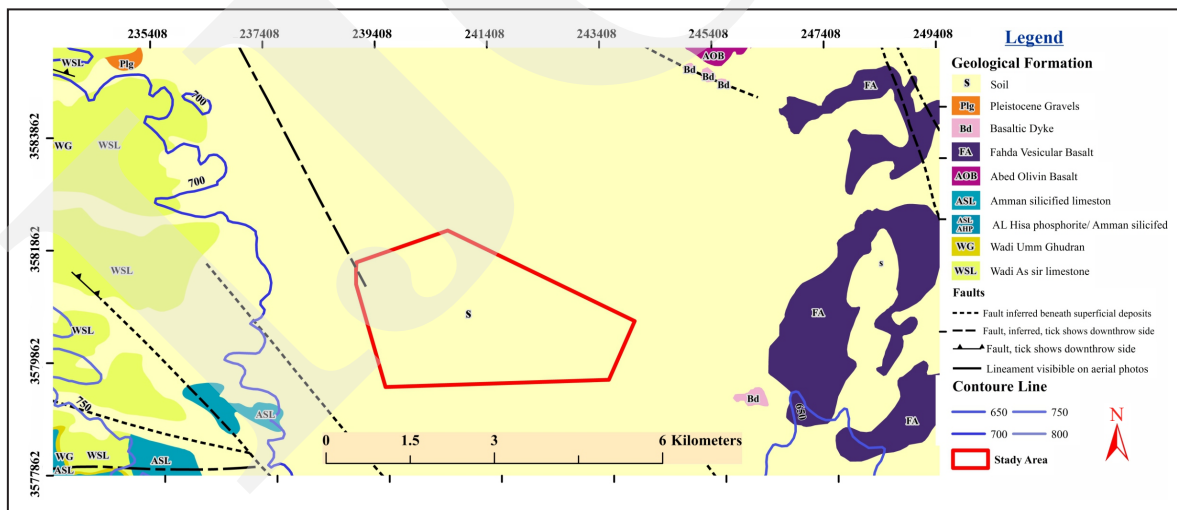 235408 237408 239408 241408 243408 245408 247408 249408
3583862
3581862
3579862
3577862
WSL
Plg
700
WG
WSL
700
WSL
WSL
WSL
750
ASL
WG
WSL
ASL
ASL
S
AOB
Bd
Bd
Bd
FA
S
FA
Bd
650
FA
0 1.5 3 6 Kilometers
Legend
Geological Formation
S Soil
Plg Pleistocene Gravels
Bd Basaltic Dyke
FA Fahda Vesicular Basalt
AOB Abed Olivin Basalt
ASL Amman silicified limeston
ASL
AHP AL Hisa phosphorite/ Amman silicifed
WG Wadi Umm Ghudran
WSL Wadi As sir limestone
Faults
Fault inferred beneath superficial deposits
Fault, inferred, tick shows downthrow side
Fault, tick shows downthrow side
Lineament visibible on aerial photos
Contoure Line
650 750
700 800
N
Stady Area